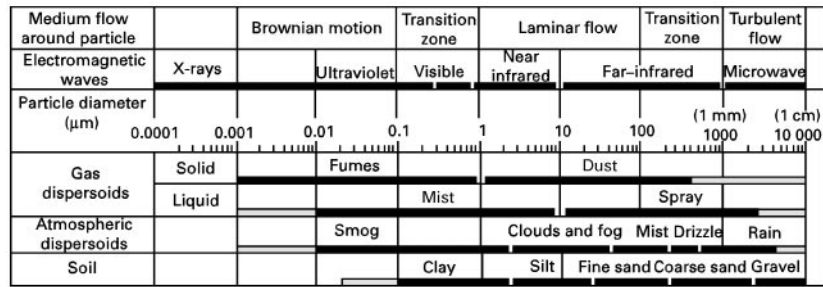 Medium flow around particle Brownian motion Transition zone Laminar flow Transition zone Turbulent flow
Electromagnetic waves X-rays Ultraviolet Visible Near infrared Far–infrared Microwave
Particle diameter (μm) (1 mm) (1 cm)
0.0001 0.001 0.01 0.1 1 10 100 1000 10 000
Gas dispersoids Solid Fumes Dust
Liquid Mist Spray
Atmospheric dispersoids Smog Clouds and fog Mist Drizzle Rain
Soil Clay Silt Fine sand Coarse sand Gravel